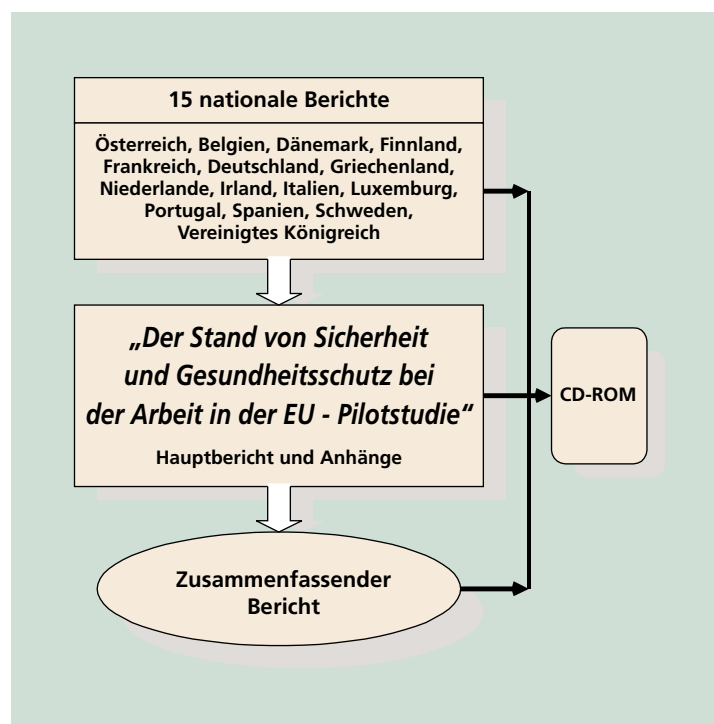 15 nationale Berichte
Österreich, Belgien, Dänemark, Finnland,
Frankreich, Deutschland, Griechenland,
Niederlande, Irland, Italien, Luxemburg,
Portugal, Spanien, Schweden,
Vereinigtes Königreich
„Der Stand von Sicherheit
und Gesundheitsschutz bei
der Arbeit in der EU - Pilotstudie“
Hauptbericht und Anhänge
CD-ROM
Zusammenfassender
Bericht